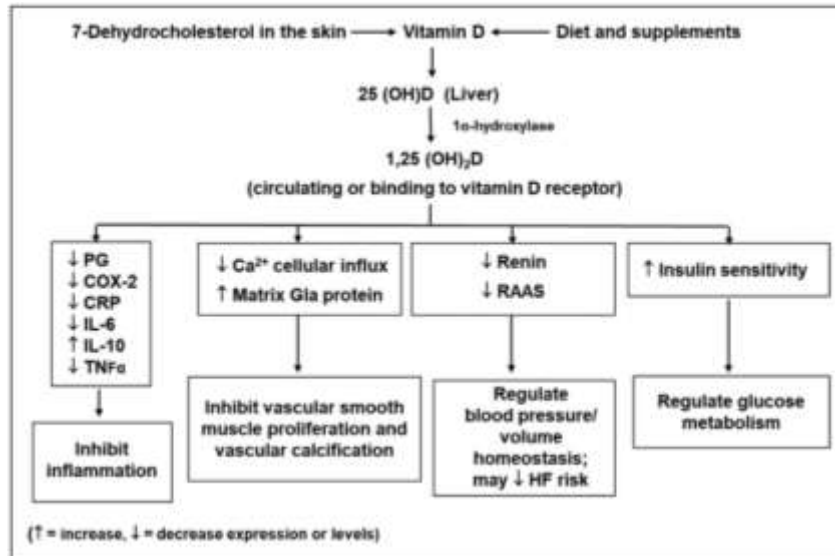 7-Dehydrocholesterol in the skin → Vitamin D ← Diet and supplements
25 (OH)D (Liver)
1α-hydroxylase
1,25 (OH)₂D
(circulating or binding to vitamin D receptor)
↓ PG
↓ COX-2
↓ CRP
↓ IL-6
↑ IL-10
↓ TNFα
Inhibit
inflammation
↓ Ca²⁺ cellular influx
↑ Matrix Gla protein
Inhibit vascular smooth
muscle proliferation and
vascular calcification
↓ Renin
↓ RAAS
Regulate
blood pressure/
volume
homeostasis;
may ↓ HF risk
↑ Insulin sensitivity
Regulate glucose
metabolism
(↑ = increase, ↓ = decrease expression or levels)